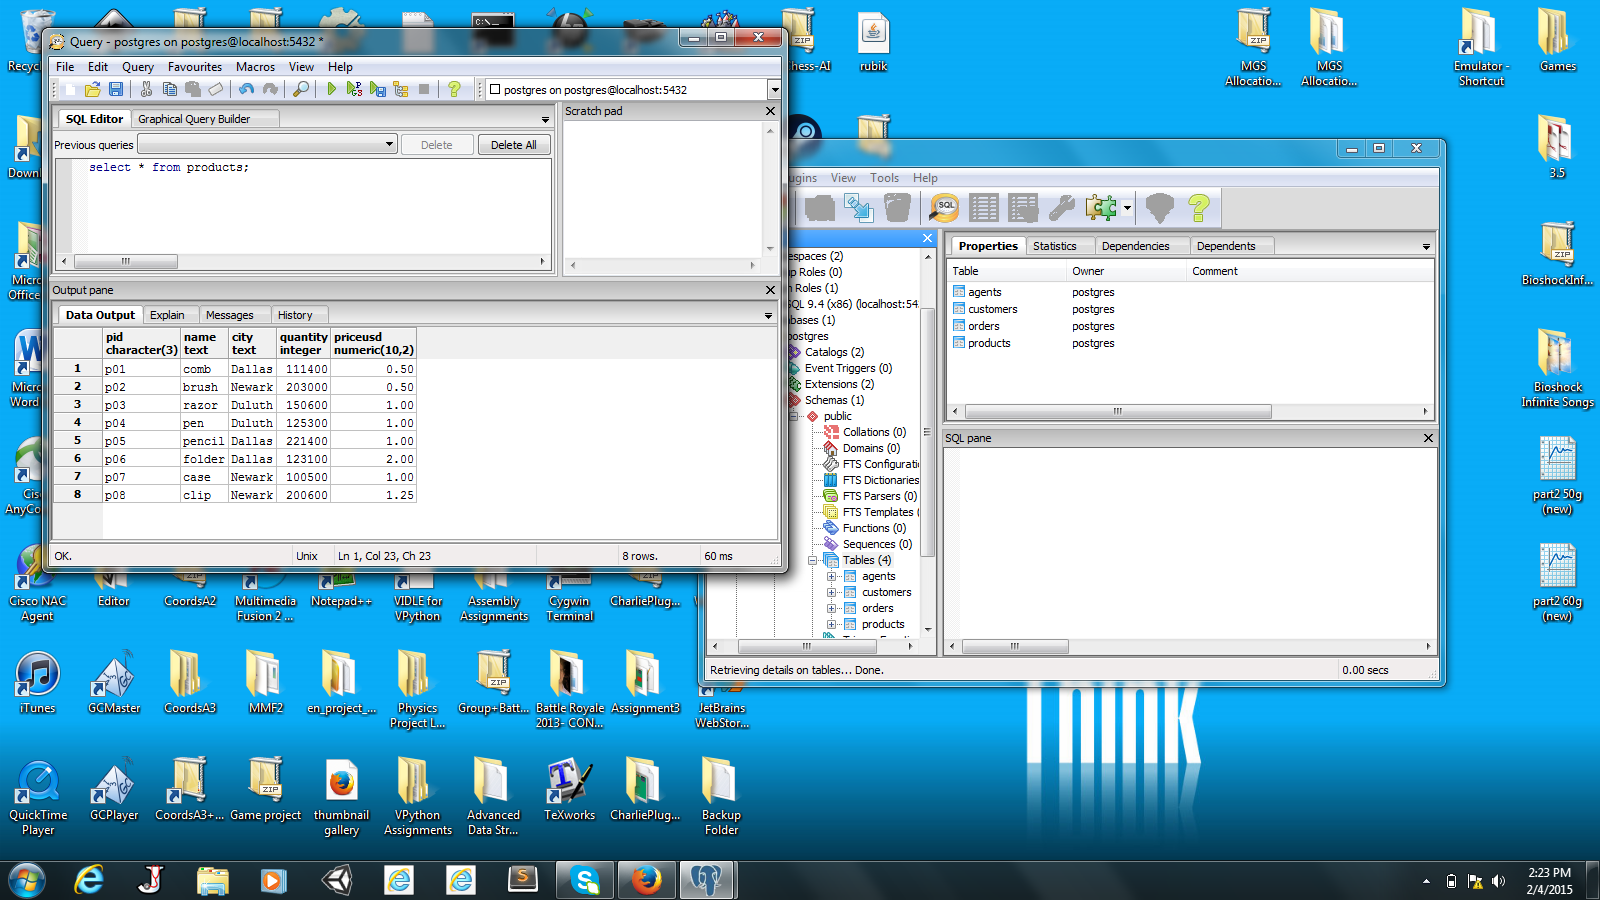 Query - postgres on postgres@localhost:5432 *
File Edit Query Favourites Macros View Help
postgres on postgres@localhost:5432
SQL Editor Graphical Query Builder
Previous queries Delete Delete All
select * from products;
Scratch pad
Output pane
Data Output Explain Messages History
pid name city quantity priceusd
character(3) text text integer numeric(10,2)
1 p01 comb Dallas 111400 0.50
2 p02 brush Newark 203000 0.50
3 p03 razor Duluth 150600 1.00
4 p04 pen Duluth 125300 1.00
5 p05 pencil Dallas 221400 1.00
6 p06 folder Dallas 123100 2.00
7 p07 case Newark 100500 1.00
8 p08 clip Newark 200600 1.25
OK. Unix Ln 1, Col 23, Ch 23 8 rows. 60 ms
View Tools Help
SQL
espaces (2)
Roles (0)
Roles (1)
SQL 9.4 (x86) (localhost:54
bases (1)
postgres
Catalogs (2)
Event Triggers (0)
Extensions (2)
Schemas (1)
public
Collations (0)
Domains (0)
FTS Configurati
FTS Dictionaries
FTS Parsers (0)
FTS Templates (
Functions (0)
Sequences (0)
Tables (4)
agents
customers
orders
products
Properties Statistics Dependencies Dependents
Table Owner Comment
agents postgres
customers postgres
orders postgres
products postgres
SQL pane
Retrieving details on tables... Done. 0.00 secs
rubik
MGS Allocatio...
MGS Allocatio...
Emulator - Shortcut
Games
3.5
BioshockInf...
Bioshock Infinite Songs
part2 50g (new)
part2 60g (new)
Cisco NAC Agent
Editor
CoordsA2
Multimedia Fusion 2 ...
Notepad++
VIDLE for VPython
Assembly Assignments
Cygwin Terminal
CharliePlug...
iTunes
GCMaster
CoordsA3
MMF2
en_project_...
Physics Project L...
Group+Batt...
Battle Royale 2013- CON...
Assignment3
JetBrains WebStor...
QuickTime Player
GCPlayer
CoordsA3+...
Game project
thumbnail gallery
VPython Assignments
Advanced Data Str...
TeXworks
CharliePlug...
Backup Folder
Think
2:23 PM
2/4/2015